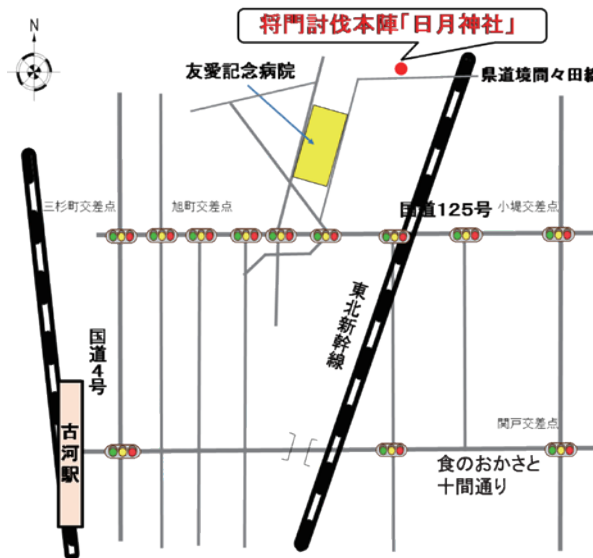 将門討伐本陣「日月神社」
N
友愛記念病院
県道境間々田線
三杉町交差点
旭町交差点
国道125号
小堤交差点
東北新幹線
国道4号
古河駅
関戸交差点
食のおかさと
十間通り